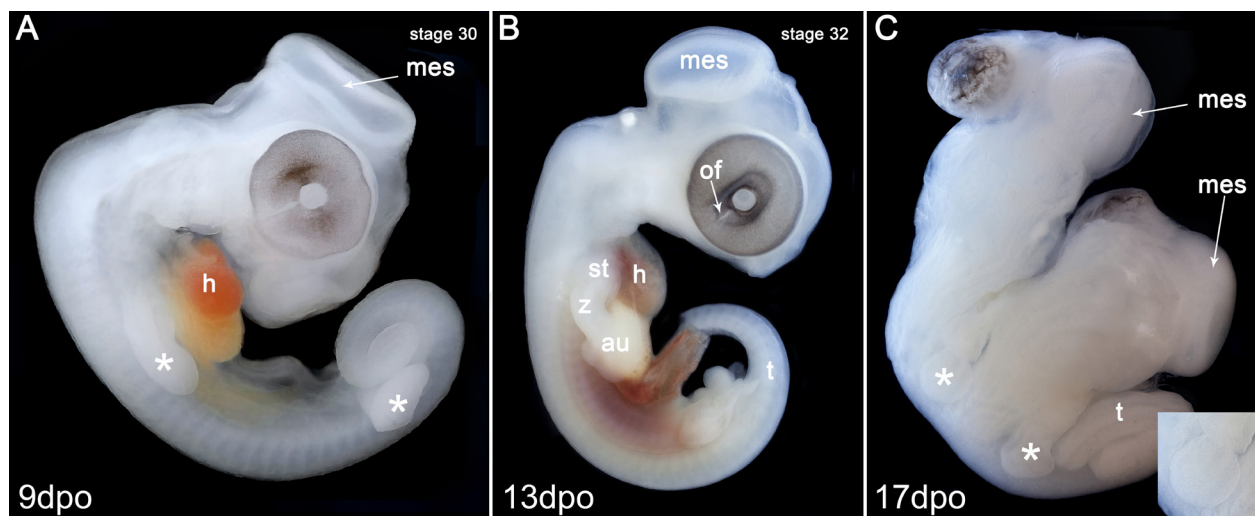 A
stage 30
mes
h
*
*
9dpo
B
stage 32
mes
of
st
h
z
au
t
13dpo
C
mes
mes
*
t
*
17dpo